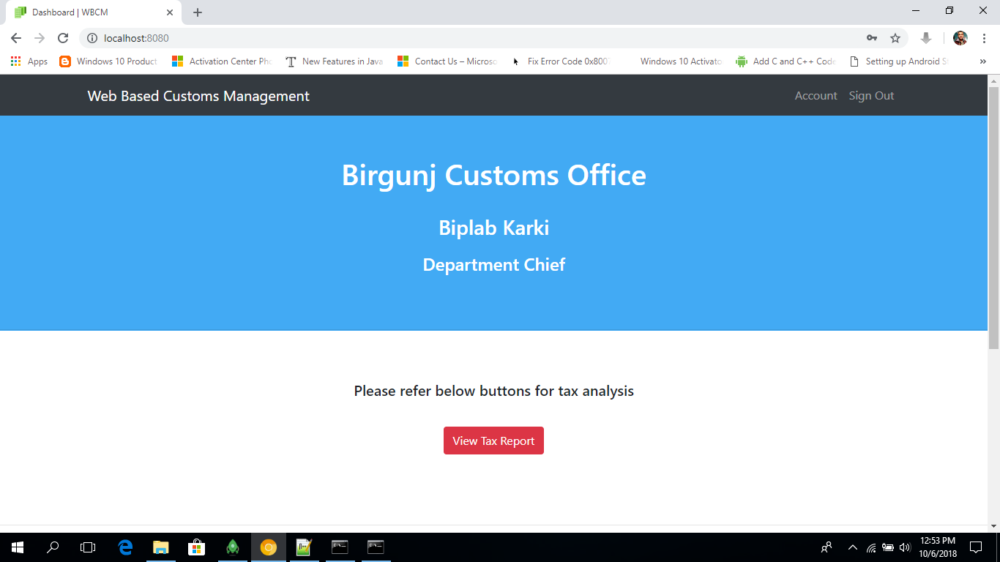 Dashboard | WBCM
localhost:8080
Apps Windows 10 Product Activation Center Pho New Features in Java Contact Us – Microso Fix Error Code 0x8007 Windows 10 Activato Add C and C++ Code Setting up Android S »
Web Based Customs Management Account Sign Out
Birgunj Customs Office
Biplab Karki
Department Chief
Please refer below buttons for tax analysis
View Tax Report
12:53 PM
10/6/2018